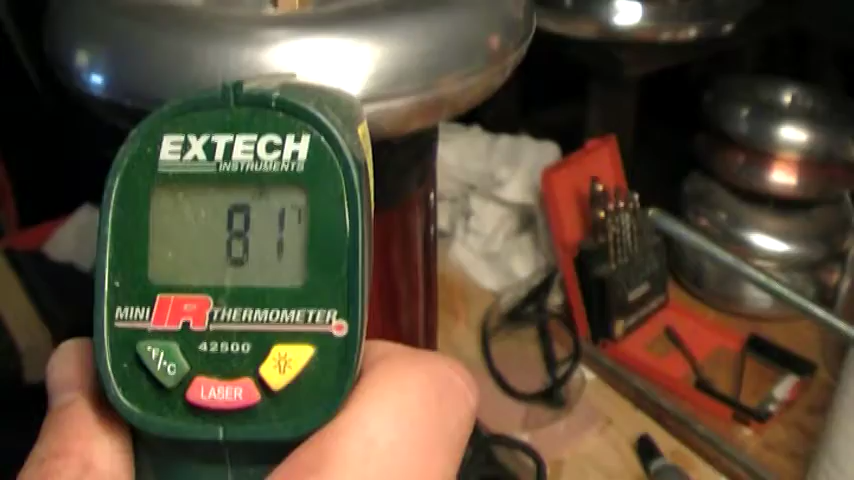 EXTECH
INSTRUMENTS
81
MINI IR THERMOMETER
42500
°F/°C
LASER